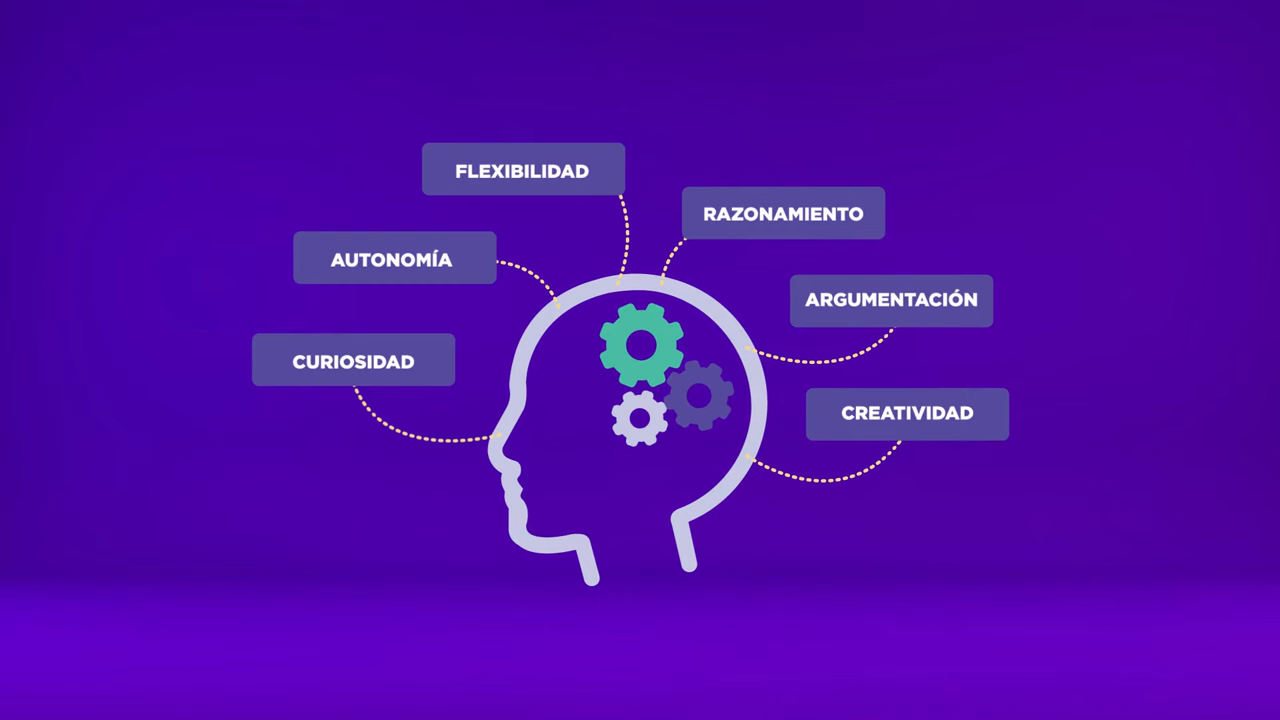 FLEXIBILIDAD
RAZONAMIENTO
AUTONOMÍA
ARGUMENTACIÓN
CURIOSIDAD
CREATIVIDAD